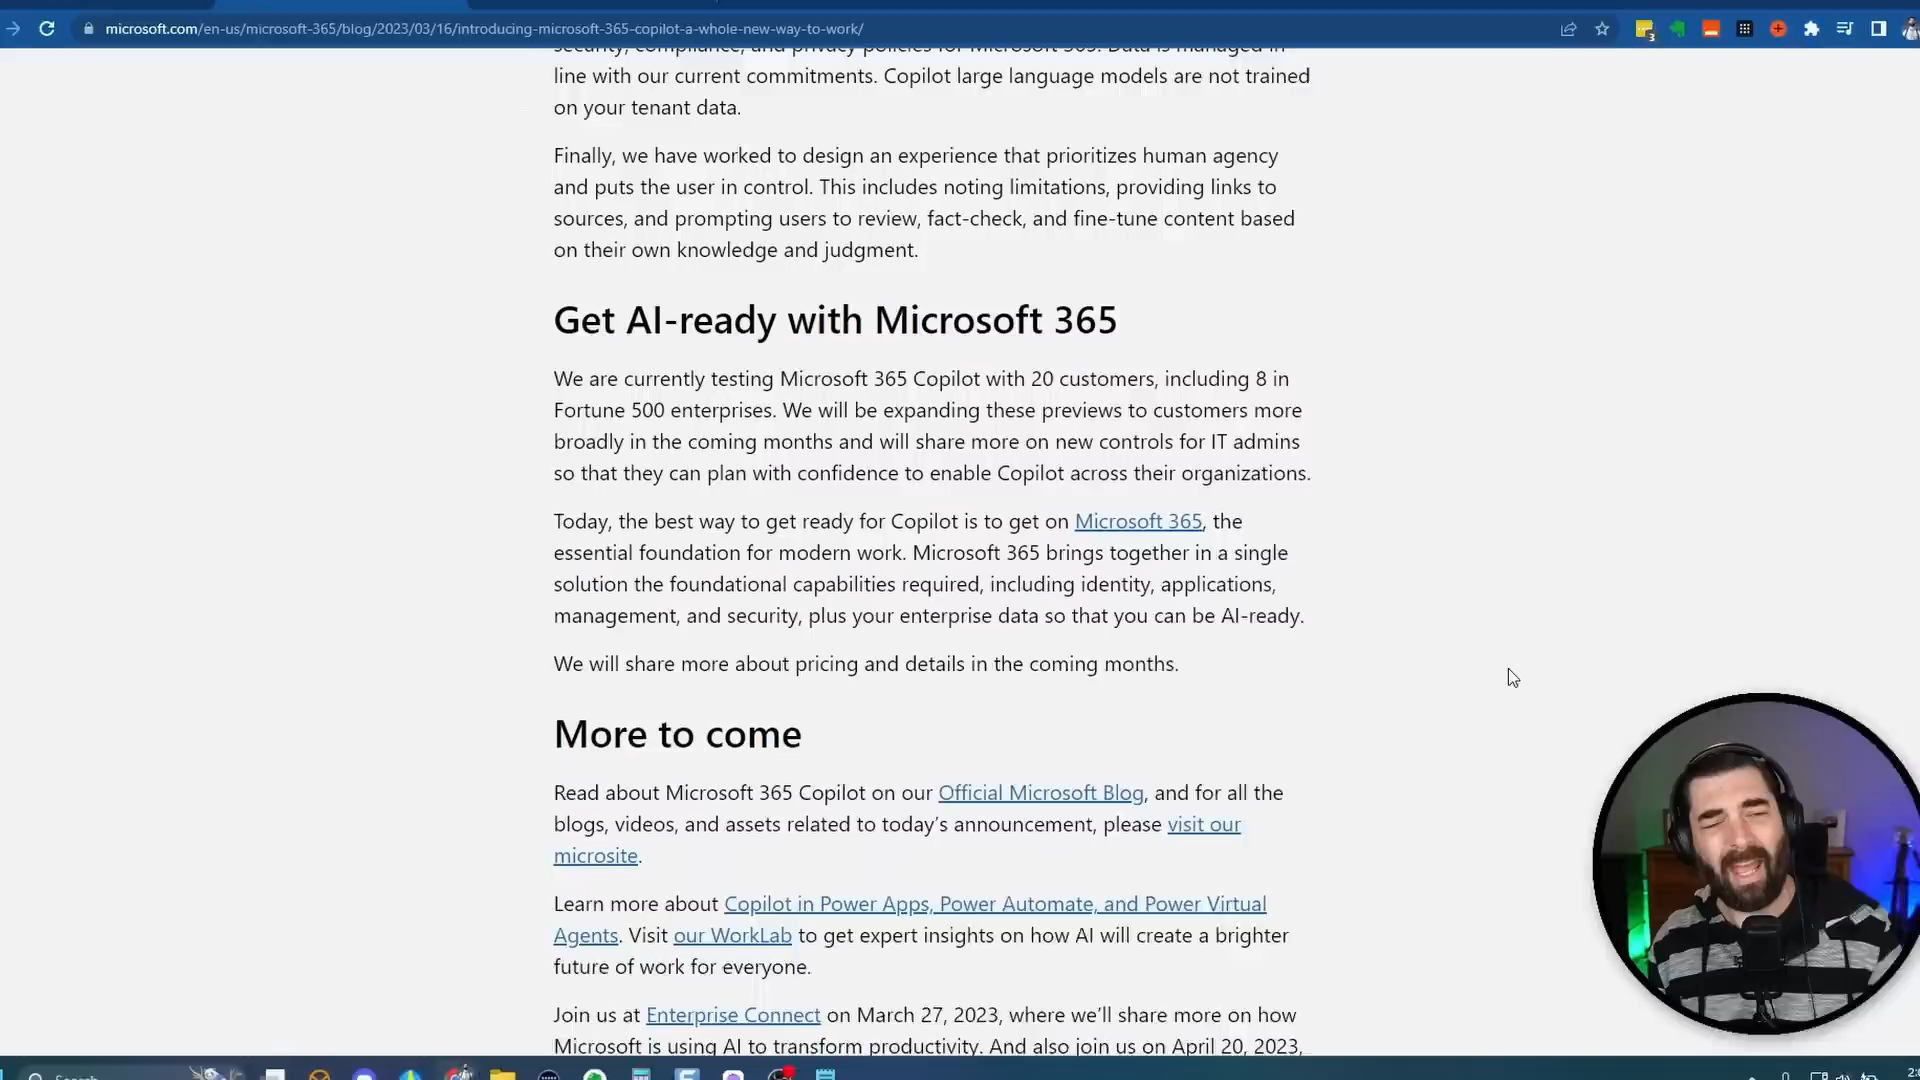 microsoft.com/en-us/microsoft-365/blog/2023/03/16/introducing-microsoft-365-copilot-a-whole-new-way-to-work/
3
security, compliance, and privacy policies for Microsoft 365. Data is managed in
line with our current commitments. Copilot large language models are not trained
on your tenant data.
Finally, we have worked to design an experience that prioritizes human agency
and puts the user in control. This includes noting limitations, providing links to
sources, and prompting users to review, fact-check, and fine-tune content based
on their own knowledge and judgment.
Get AI-ready with Microsoft 365
We are currently testing Microsoft 365 Copilot with 20 customers, including 8 in
Fortune 500 enterprises. We will be expanding these previews to customers more
broadly in the coming months and will share more on new controls for IT admins
so that they can plan with confidence to enable Copilot across their organizations.
Today, the best way to get ready for Copilot is to get on Microsoft 365, the
essential foundation for modern work. Microsoft 365 brings together in a single
solution the foundational capabilities required, including identity, applications,
management, and security, plus your enterprise data so that you can be AI-ready.
We will share more about pricing and details in the coming months.
More to come
Read about Microsoft 365 Copilot on our Official Microsoft Blog, and for all the
blogs, videos, and assets related to today’s announcement, please visit our
microsite.
Learn more about Copilot in Power Apps, Power Automate, and Power Virtual
Agents. Visit our WorkLab to get expert insights on how AI will create a brighter
future of work for everyone.
Join us at Enterprise Connect on March 27, 2023, where we’ll share more on how
Microsoft is using AI to transform productivity. And also join us on April 20, 2023,
Search